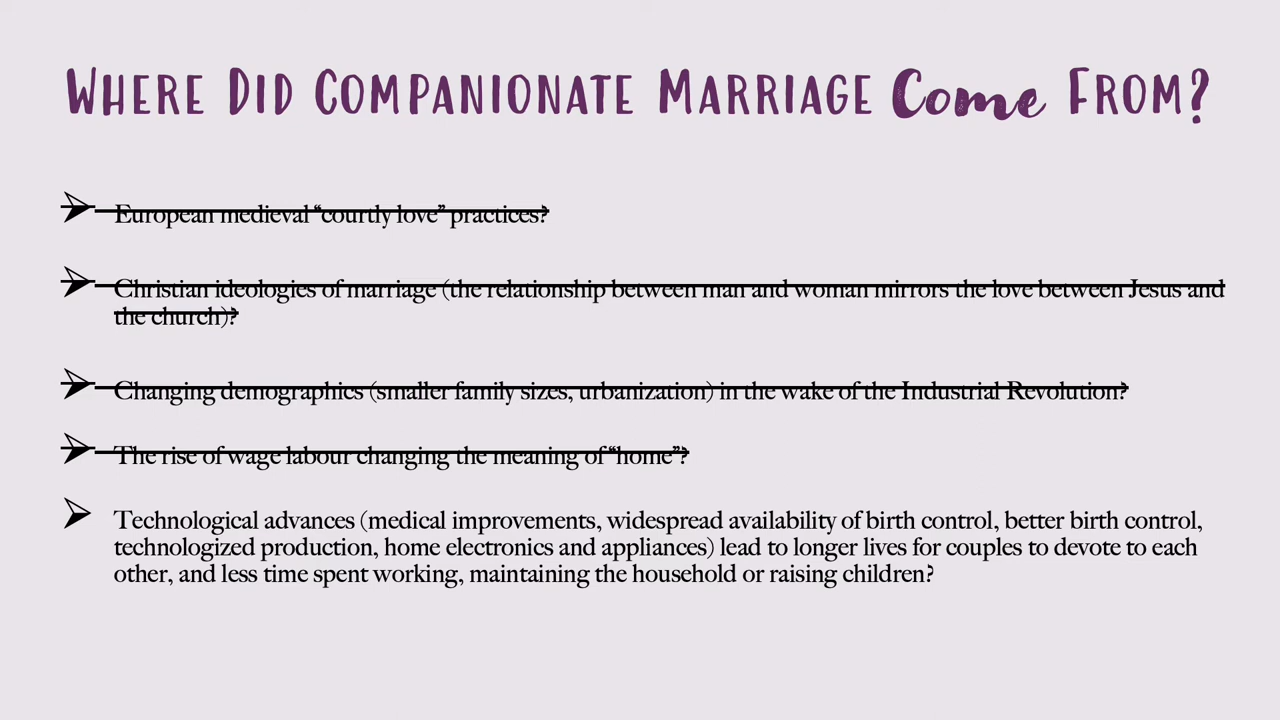 Where Did Companionate Marriage Come From?
European medieval “courtly love” practices?
Christian ideologies of marriage (the relationship between man and woman mirrors the love between Jesus and
the church)?
Changing demographics (smaller family sizes, urbanization) in the wake of the Industrial Revolution?
The rise of wage labour changing the meaning of “home”?
Technological advances (medical improvements, widespread availability of birth control, better birth control,
technologized production, home electronics and appliances) lead to longer lives for couples to devote to each
other, and less time spent working, maintaining the household or raising children?